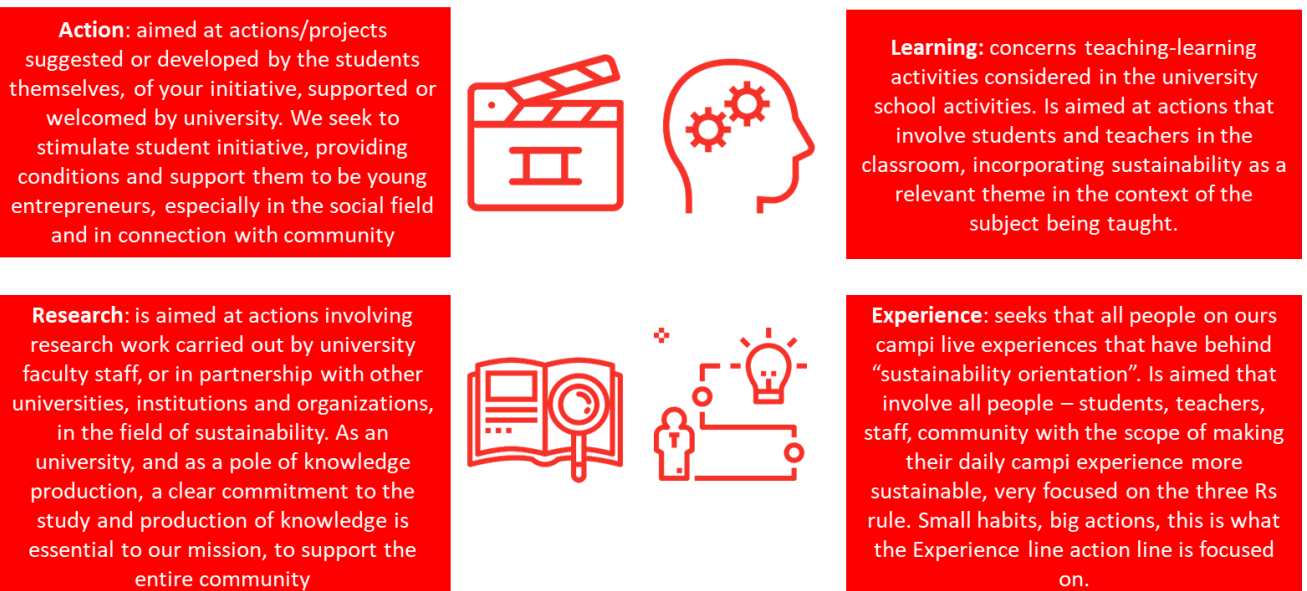 Action: aimed at actions/projects
suggested or developed by the students
themselves, of your initiative, supported or
welcomed by university. We seek to
stimulate student initiative, providing
conditions and support them to be young
entrepreneurs, especially in the social field
and in connection with community
Learning: concerns teaching-learning
activities considered in the university
school activities. Is aimed at actions that
involve students and teachers in the
classroom, incorporating sustainability as a
relevant theme in the context of the
subject being taught.
Research: is aimed at actions involving
research work carried out by university
faculty staff, or in partnership with other
universities, institutions and organizations,
in the field of sustainability. As an
university, and as a pole of knowledge
production, a clear commitment to the
study and production of knowledge is
essential to our mission, to support the
entire community
Experience: seeks that all people on ours
campi live experiences that have behind
“sustainability orientation”. Is aimed that
involve all people – students, teachers,
staff, community with the scope of making
their daily campi experience more
sustainable, very focused on the three Rs
rule. Small habits, big actions, this is what
the Experience line action line is focused
on.